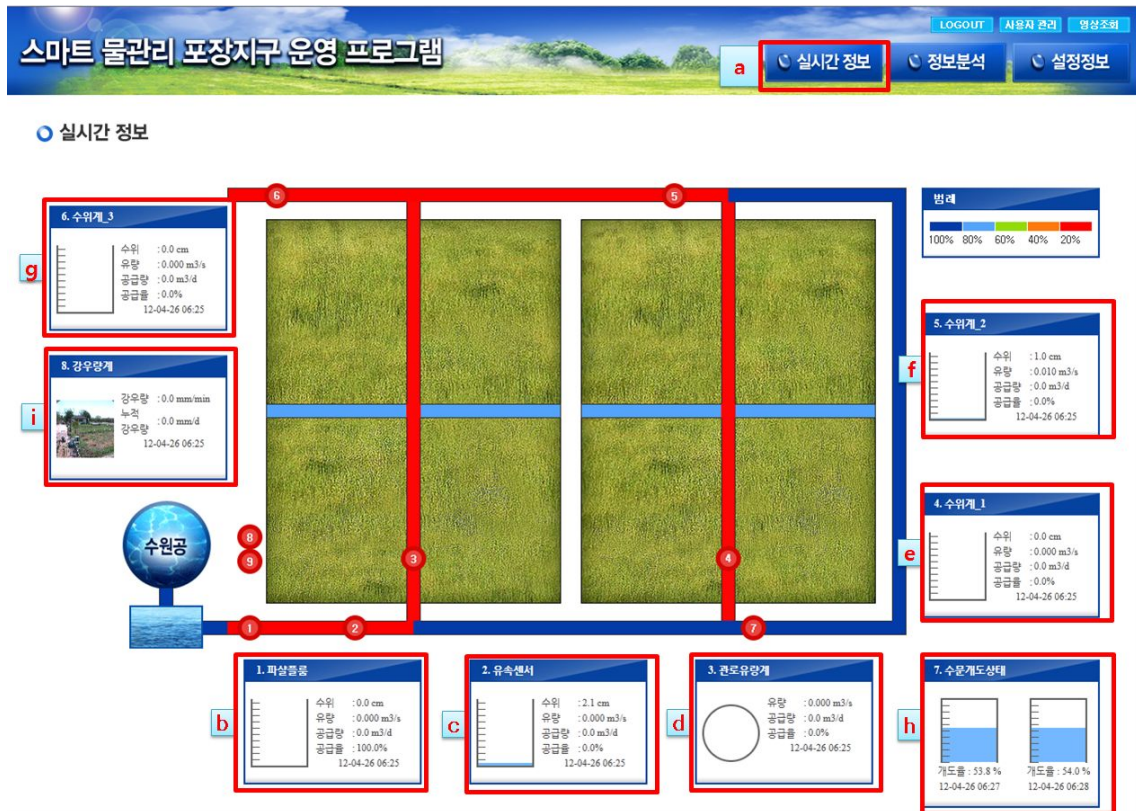 LOGOUT 사용자 관리 영상조회
스마트 물관리 포장지구 운영 프로그램
a
실시간 정보
정보분석
설정정보
실시간 정보
6
5
g
6. 수위계_3
수위 : 0.0 cm
유량 : 0.000 m3/s
공급량 : 0.0 m3/d
공급율 : 0.0%
12-04-26 06:25
범례
100% 80% 60% 40% 20%
f
5. 수위계_2
수위 : 1.0 cm
유량 : 0.010 m3/s
공급량 : 0.0 m3/d
공급율 : 0.0%
12-04-26 06:25
i
8. 강우량계
강우량 : 0.0 mm/min
누적
강우량 : 0.0 mm/d
12-04-26 06:25
e
4. 수위계_1
수위 : 0.0 cm
유량 : 0.000 m3/s
공급량 : 0.0 m3/d
공급율 : 0.0%
12-04-26 06:25
수원공
8
9
3
4
1
2
7
b
1. 파샬플룸
수위 : 0.0 cm
유량 : 0.000 m3/s
공급량 : 0.0 m3/d
공급율 : 100.0%
12-04-26 06:25
c
2. 유속센서
수위 : 2.1 cm
유량 : 0.000 m3/s
공급량 : 0.0 m3/d
공급율 : 0.0%
12-04-26 06:25
d
3. 관로유량계
유량 : 0.000 m3/s
공급량 : 0.0 m3/d
공급율 : 0.0%
12-04-26 06:25
h
7. 수문개도상태
개도율 : 53.8 % 개도율 : 54.0 %
12-04-26 06:27 12-04-26 06:28